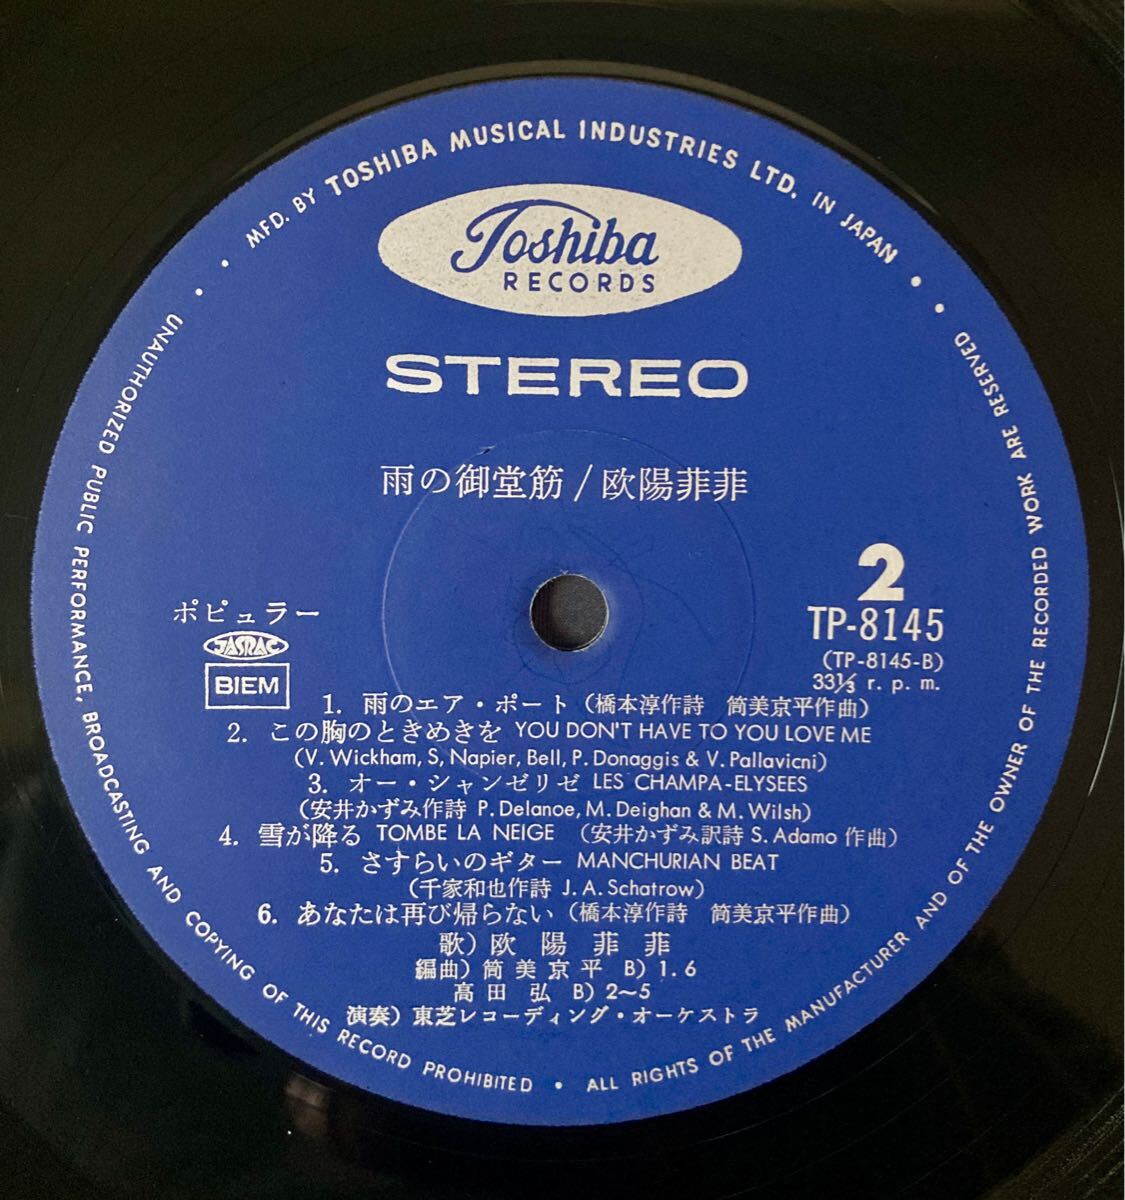 MFD. BY TOSHIBA MUSICAL INDUSTRIES LTD. IN JAPAN
Toshiba
RECORDS
STEREO
雨の御堂筋/欧陽菲菲
2
TP-8145
(TP-8145-B)
33⅓ r. p. m.
ポピュラー
JASRAC
BIEM
1. 雨のエア・ポート (橋本淳作詩 筒美京平作曲)
2. この胸のときめきを YOU DON'T HAVE TO YOU LOVE ME
(V. Wickham, S, Napier, Bell, P. Donaggis & V. Pallavicni)
3. オー・シャンゼリゼ LES CHAMPA-ELYSEES
(安井かずみ作詩 P. Delanoe, M. Deighan & M. Wilsh)
4. 雪が降る TOMBE LA NEIGE (安井かずみ訳詩 S. Adamo 作曲)
5. さすらいのギター MANCHURIAN BEAT
(千家和也作詩 J. A. Schatrow)
6. あなたは再び帰らない (橋本淳作詩 筒美京平作曲)
歌) 欧陽菲菲
編曲) 筒美京平 B) 1. 6
高田弘 B) 2〜5
演奏) 東芝レコーディング・オーケストラ
UNAUTHORIZED PUBLIC PERFORMANCE, BROADCASTING AND COPYING OF THIS RECORD PROHIBITED • ALL RIGHTS OF THE MANUFACTURER AND OF THE OWNER OF THE RECORDED WORK ARE RESERVED